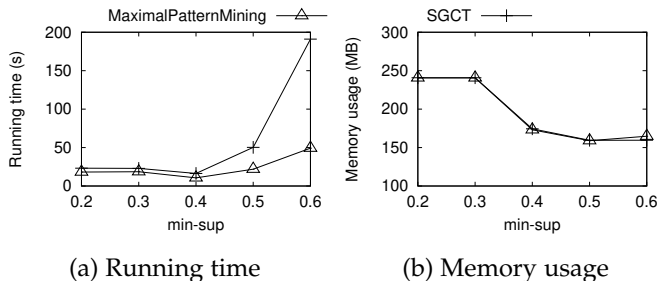 MaximalPatternMining SGCT
Running time (s)
200
150
100
50
0
0.2 0.3 0.4 0.5 0.6
min-sup
(a) Running time
Memory usage (MB)
300
250
200
150
100
0.2 0.3 0.4 0.5 0.6
min-sup
(b) Memory usage